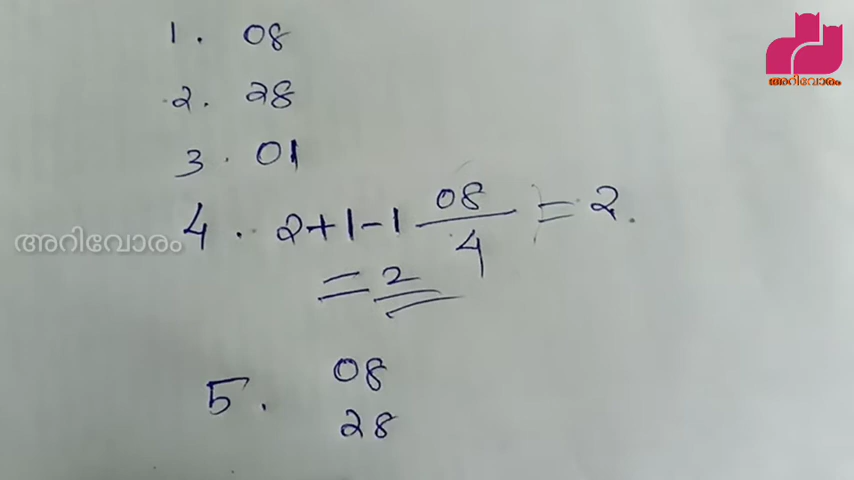 അറിവോരം
1. 08
2. 28
3. 01
4. 2+1-1 08/4 = 2.
= 2
5. 08
28
അറിവോരം